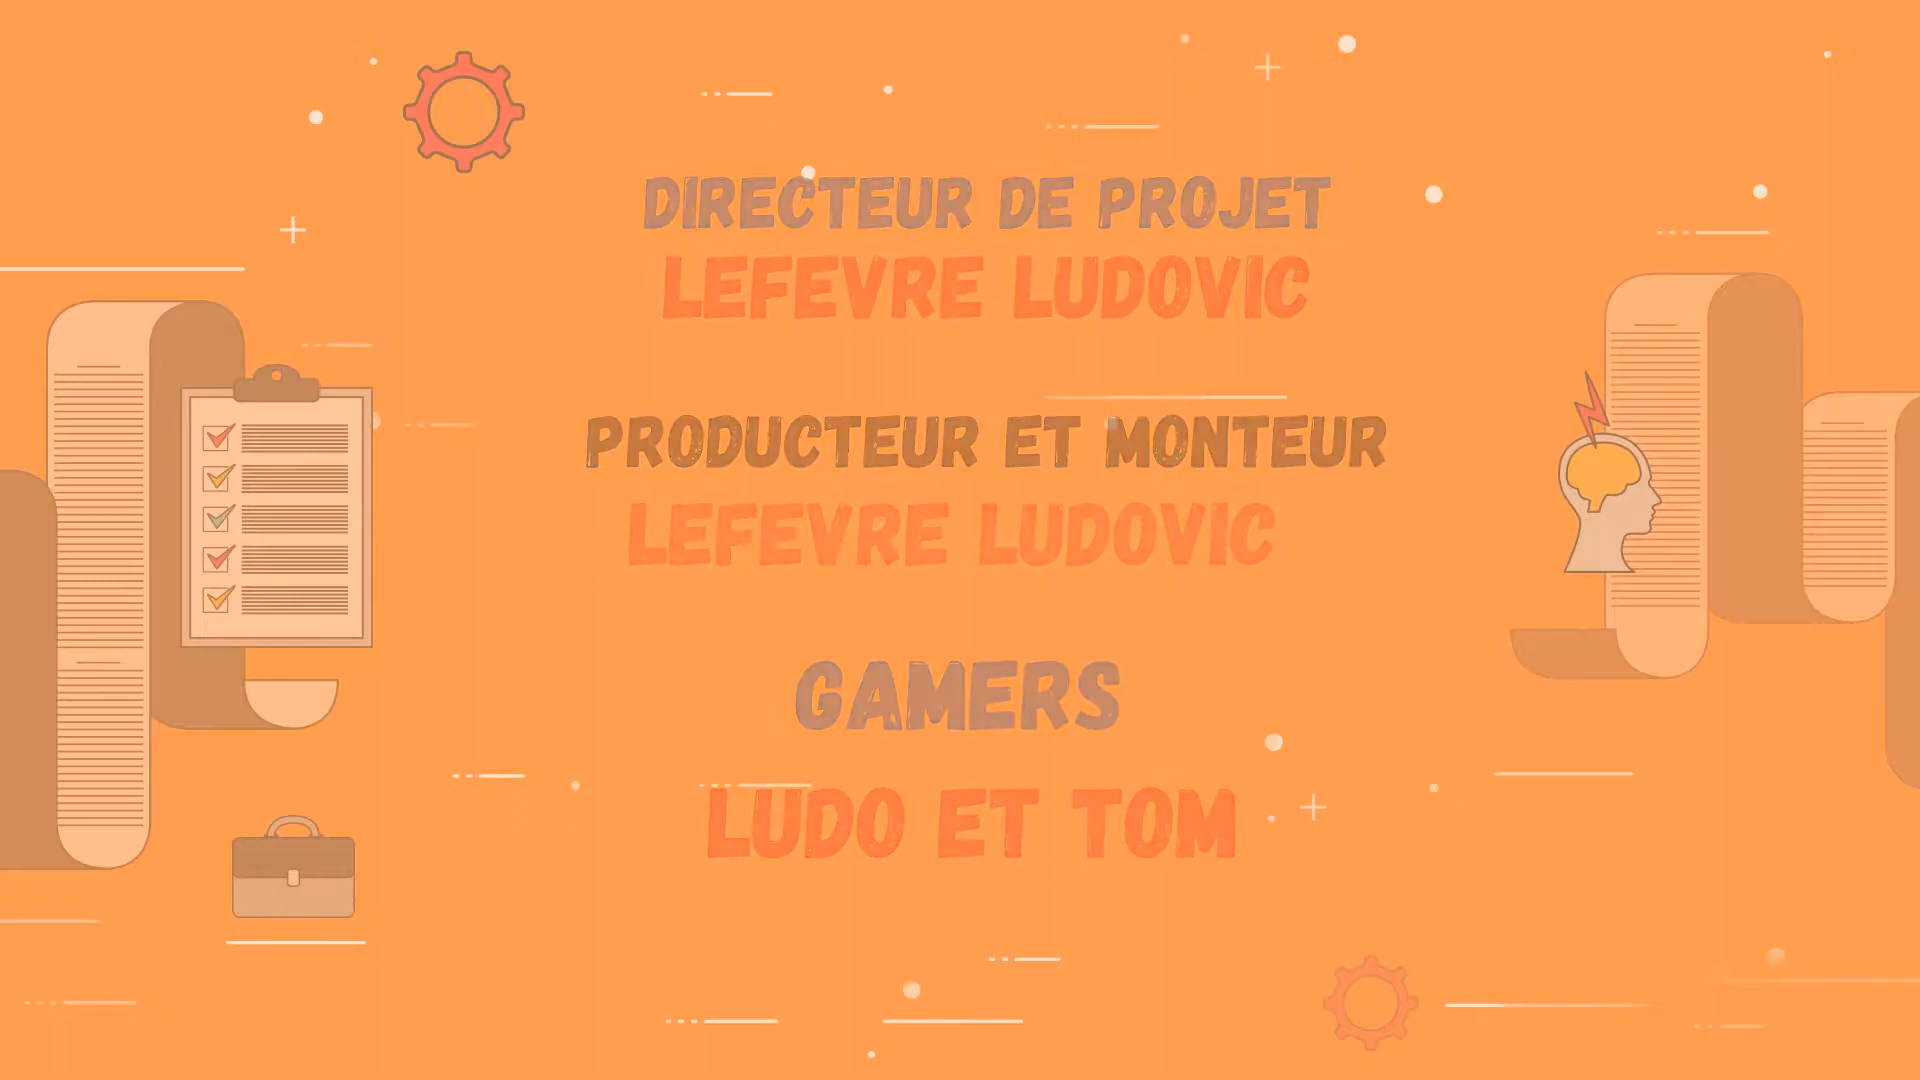 DIRECTEUR DE PROJET
LEFEVRE LUDOVIC
PRODUCTEUR ET MONTEUR
LEFEVRE LUDOVIC
GAMERS
LUDO ET TOM